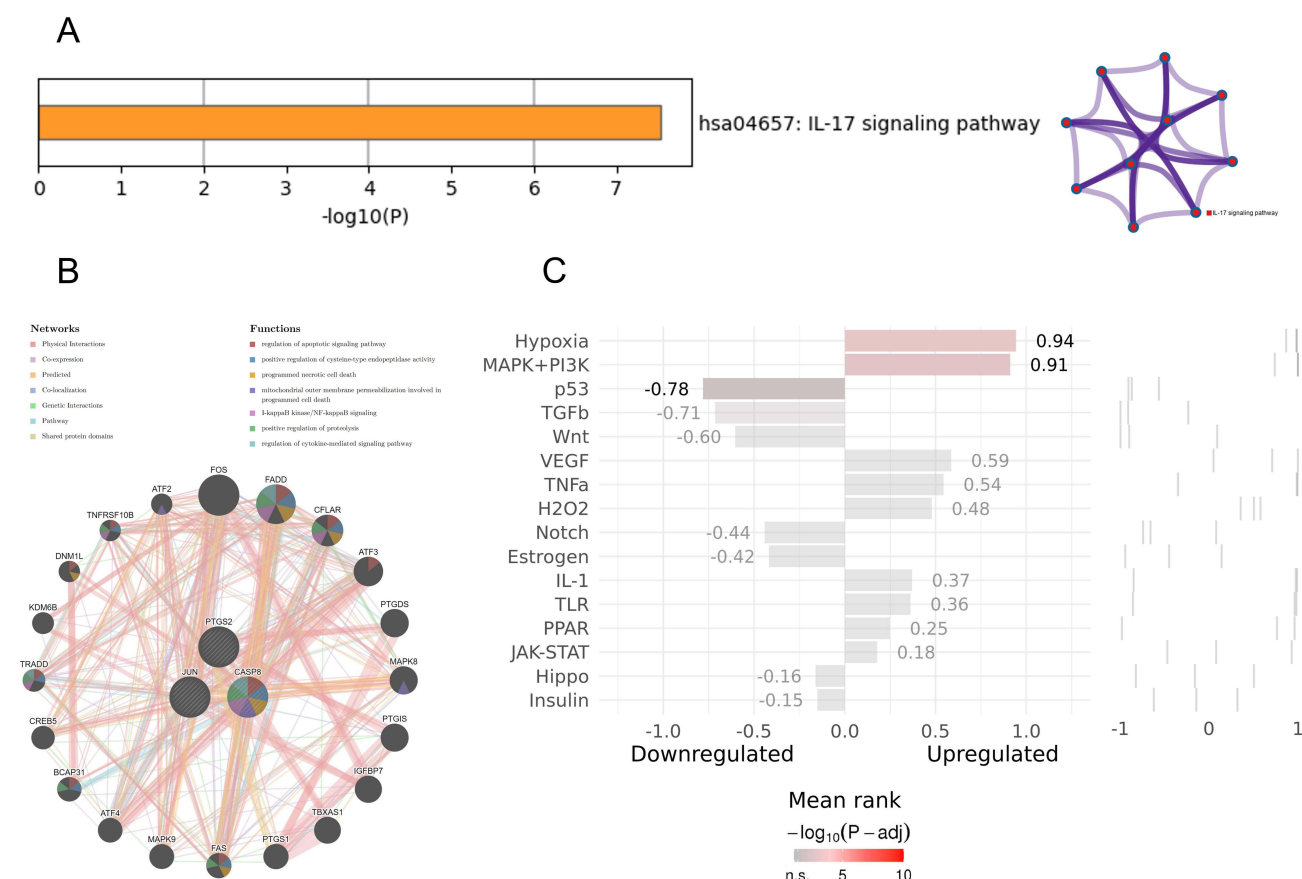 A
hsa04657: IL-17 signaling pathway
0 1 2 3 4 5 6 7
-log10(P)
IL-17 signaling pathway
B
Networks
Physical Interactions
Co-expression
Predicted
Co-localization
Genetic Interactions
Pathway
Shared protein domains
Functions
regulation of apoptotic signaling pathway
positive regulation of cysteine-type endopeptidase activity
programmed necrotic cell death
mitochondrial outer membrane permeabilization involved in
programmed cell death
I-kappaB kinase/NF-kappaB signaling
positive regulation of proteolysis
regulation of cytokine-mediated signaling pathway
FOS
FADD
ATF2
CFLAR
TNFRSF10B
ATF3
DNM1L
PTGDS
KDM6B
PTGS2
MAPK8
TRADD
JUN
CASP8
PTGIS
CREB5
IGFBP7
BCAP31
TBXAS1
ATF4
PTGS1
MAPK9
FAS
C
Hypoxia 0.94
MAPK+PI3K 0.91
p53 -0.78
TGFb -0.71
Wnt -0.60
VEGF 0.59
TNFa 0.54
H2O2 0.48
Notch -0.44
Estrogen -0.42
IL-1 0.37
TLR 0.36
PPAR 0.25
JAK-STAT 0.18
Hippo -0.16
Insulin -0.15
-1.0 -0.5 0.0 0.5 1.0
-1 0 1
Downregulated Upregulated
Mean rank
−log10(P − adj)
n.s. 5 10